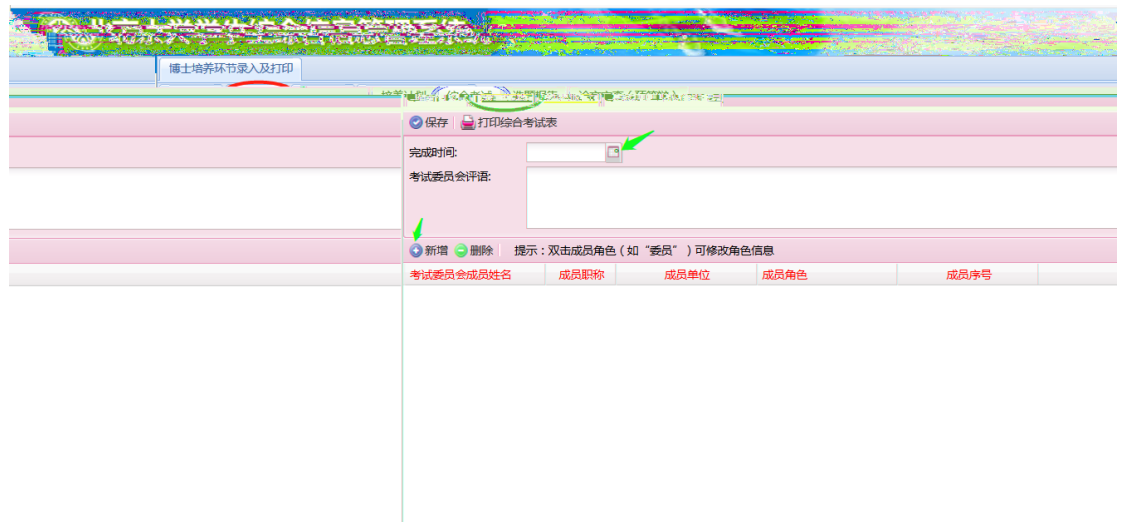 博士培养环节录入及打印
综合考试
保存 打印综合考试表
完成时间:
考试委员会评语:
新增 删除 提示：双击成员角色（如“委员”）可修改角色信息
考试委员会成员姓名 成员职称 成员单位 成员角色 成员序号